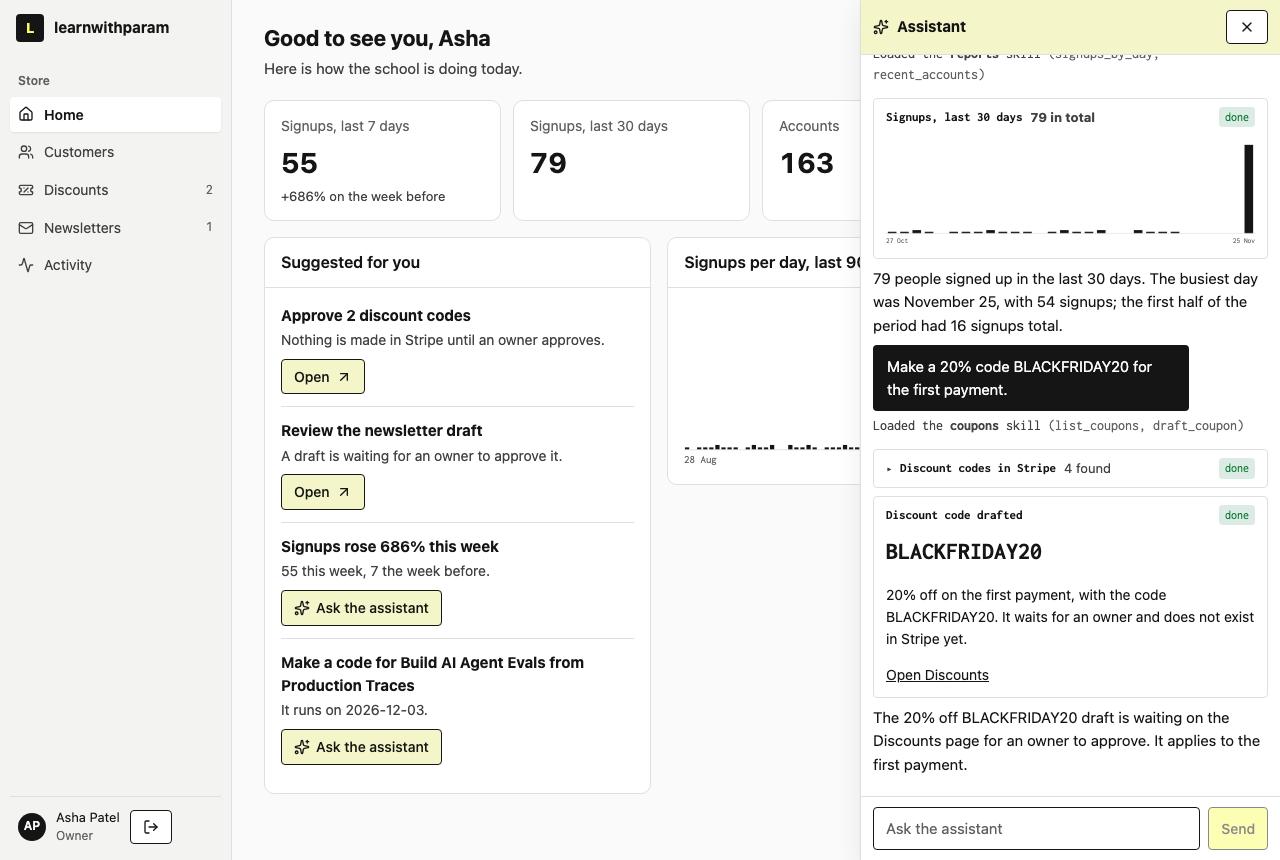 L learnwithparam
Store
Home
Customers
Discounts 2
Newsletters 1
Activity
AP
Asha Patel
Owner
Good to see you, Asha
Here is how the school is doing today.
Signups, last 7 days
55
+686% on the week before
Signups, last 30 days
79
Accounts
163
Suggested for you
Approve 2 discount codes
Nothing is made in Stripe until an owner approves.
Open
Review the newsletter draft
A draft is waiting for an owner to approve it.
Open
Signups rose 686% this week
55 this week, 7 the week before.
Ask the assistant
Make a code for Build AI Agent Evals from
Production Traces
It runs on 2026-12-03.
Ask the assistant
Signups per day, last 90
28 Aug
Assistant
Loaded the reports skill (signups_by_day,
recent_accounts)
Signups, last 30 days 79 in total done
27 Oct 25 Nov
79 people signed up in the last 30 days. The busiest day
was November 25, with 54 signups; the first half of the
period had 16 signups total.
Make a 20% code BLACKFRIDAY20 for
the first payment.
Loaded the coupons skill (list_coupons, draft_coupon)
Discount codes in Stripe 4 found done
Discount code drafted done
BLACKFRIDAY20
20% off on the first payment, with the code
BLACKFRIDAY20. It waits for an owner and does not exist
in Stripe yet.
Open Discounts
The 20% off BLACKFRIDAY20 draft is waiting on the
Discounts page for an owner to approve. It applies to the
first payment.
Ask the assistant
Send